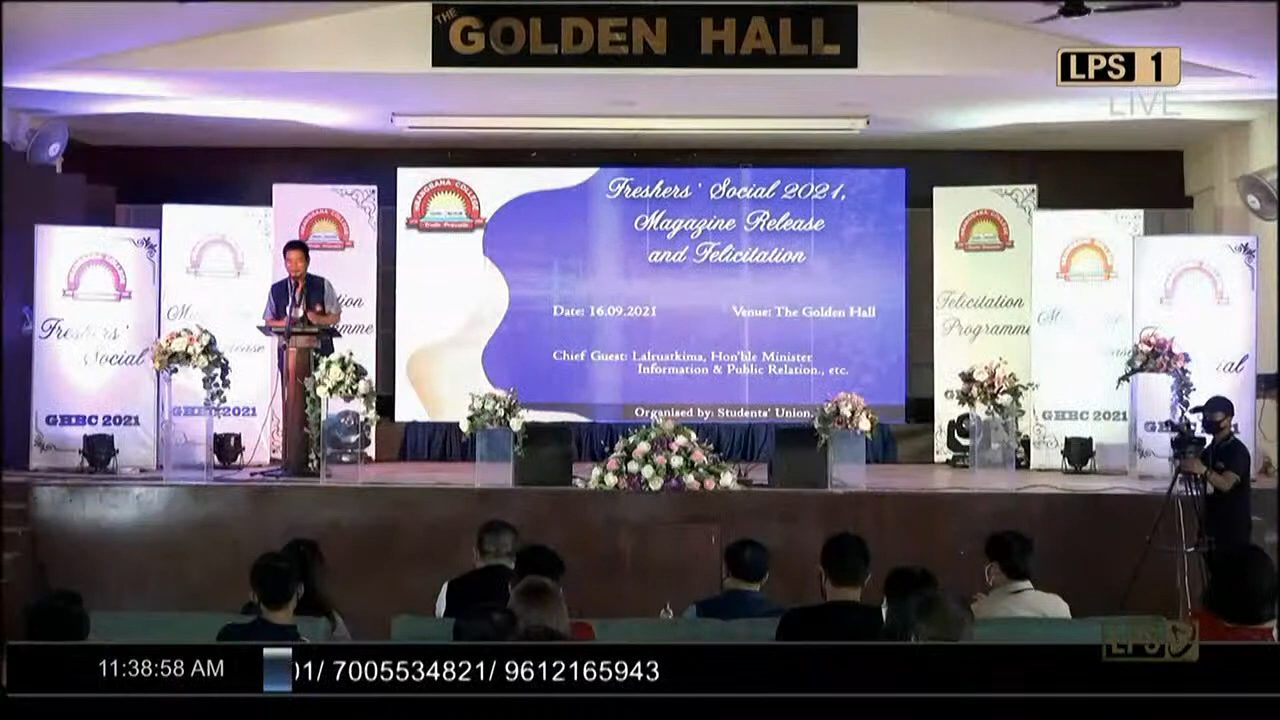 THE GOLDEN HALL
LPS 1
LIVE
Freshers' Social 2021,
Magazine Release
and Felicitation
Date: 16.09.2021
Venue: The Golden Hall
Chief Guest: Lalruatkima, Hon'ble Minister
Information & Public Relation., etc.
Organised by: Students' Union.
Freshers'
Social
GHBC 2021
GHBC 2021
Felicitation
Programme
GHBC 2021
LPS
11:38:58 AM
01/ 7005534821/ 9612165943